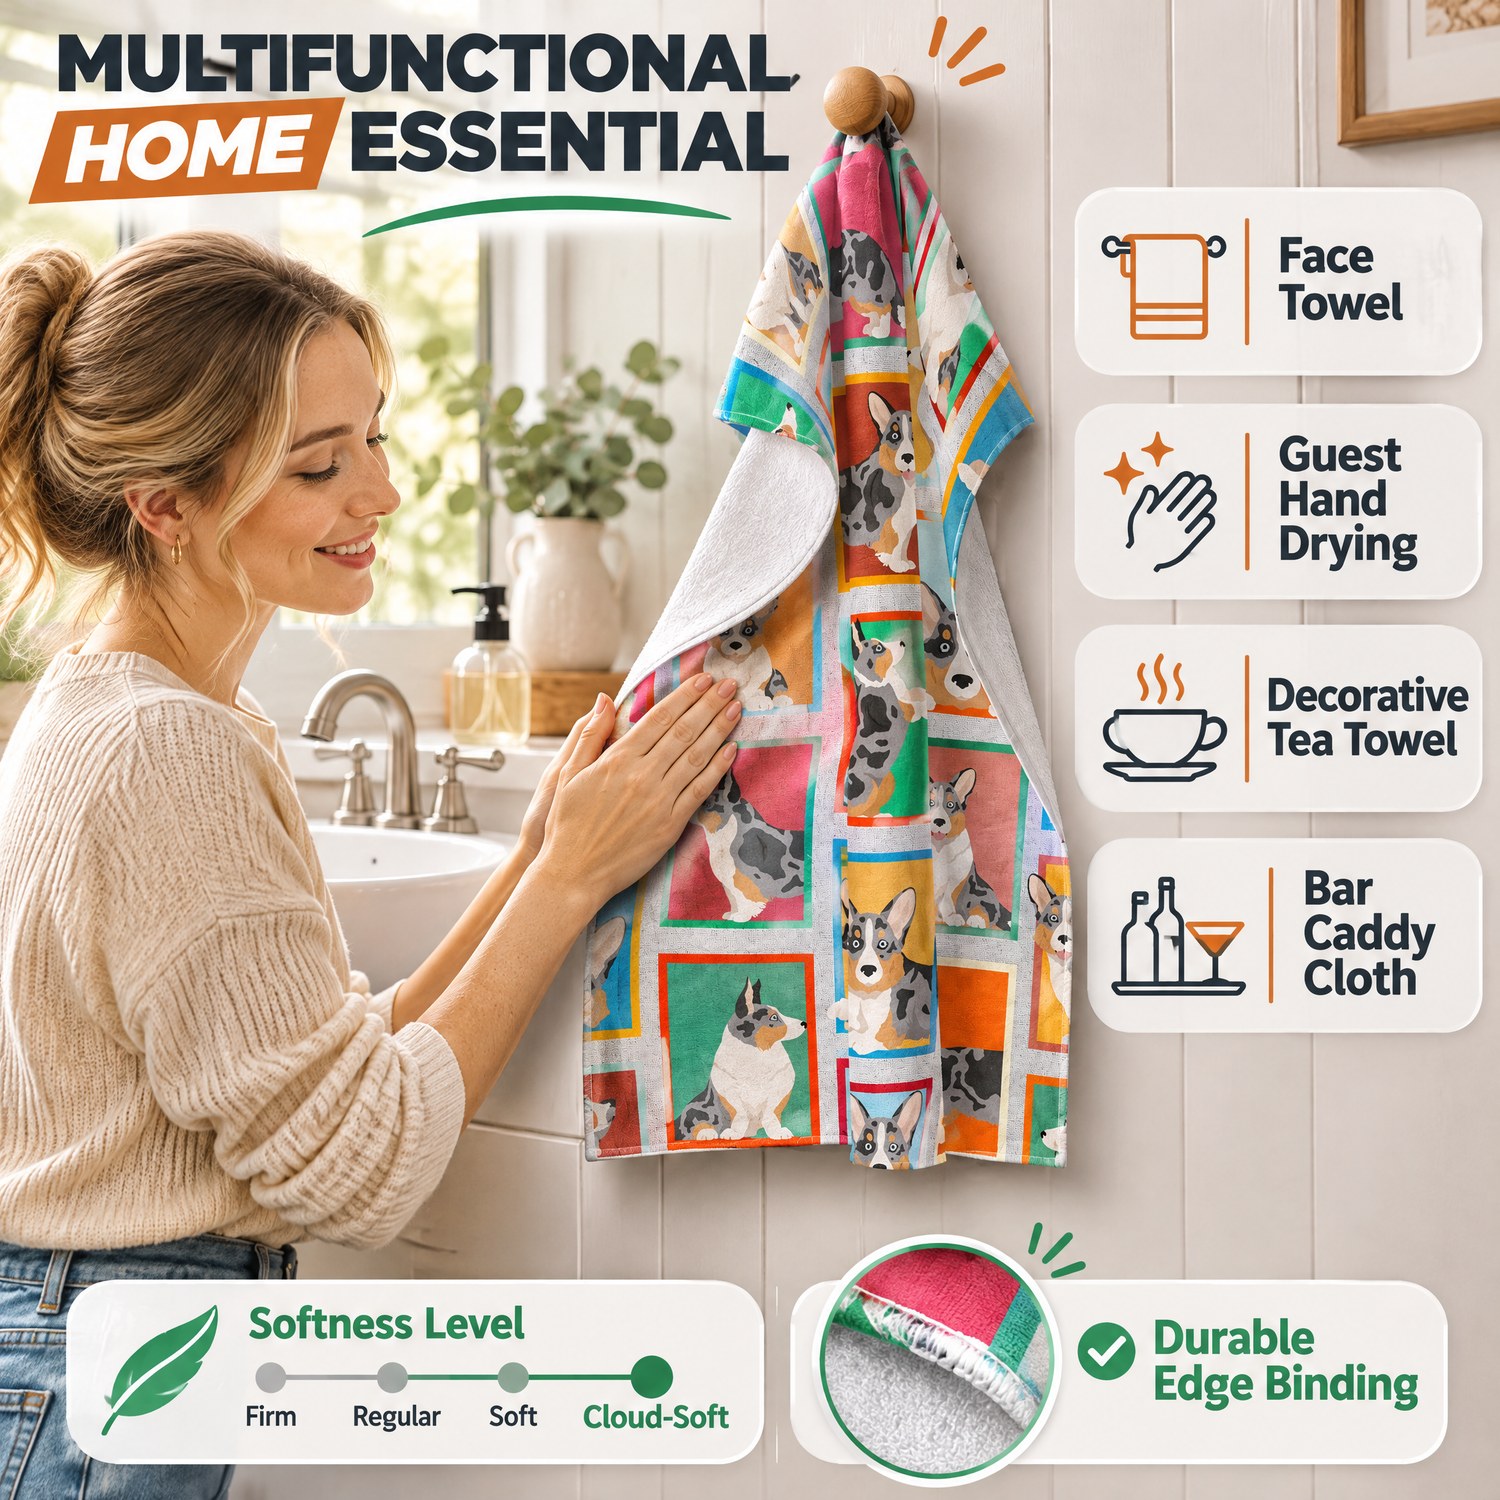 MULTIFUNCTIONAL
HOME ESSENTIAL
Face
Towel
Guest
Hand
Drying
Decorative
Tea Towel
Bar
Caddy
Cloth
Softness Level
Firm Regular Soft Cloud-Soft
Durable
Edge Binding